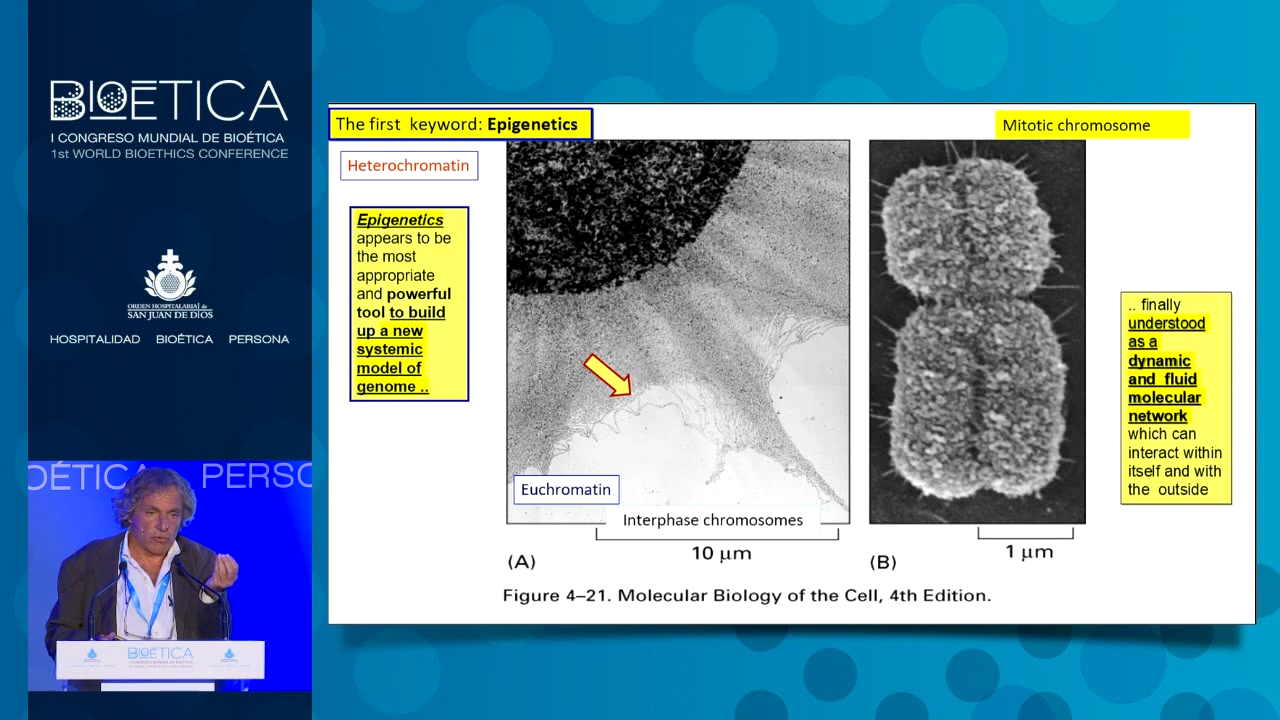 BIOETICA
I CONGRESO MUNDIAL DE BIOÉTICA
1st WORLD BIOETHICS CONFERENCE
ORDEN HOSPITALARIA de
SAN JUAN DE DIOS
HOSPITALIDAD BIOÉTICA PERSONA
OÉTICA PERSO
BIOETICA
The first keyword: Epigenetics
Heterochromatin
Epigenetics
appears to be
the most
appropriate
and powerful
tool to build
up a new
systemic
model of
genome ..
Euchromatin
Interphase chromosomes
10 µm
(A)
Mitotic chromosome
(B)
1 µm
.. finally
understood
as a
dynamic
and fluid
molecular
network
which can
interact within
itself and with
the outside
Figure 4–21. Molecular Biology of the Cell, 4th Edition.